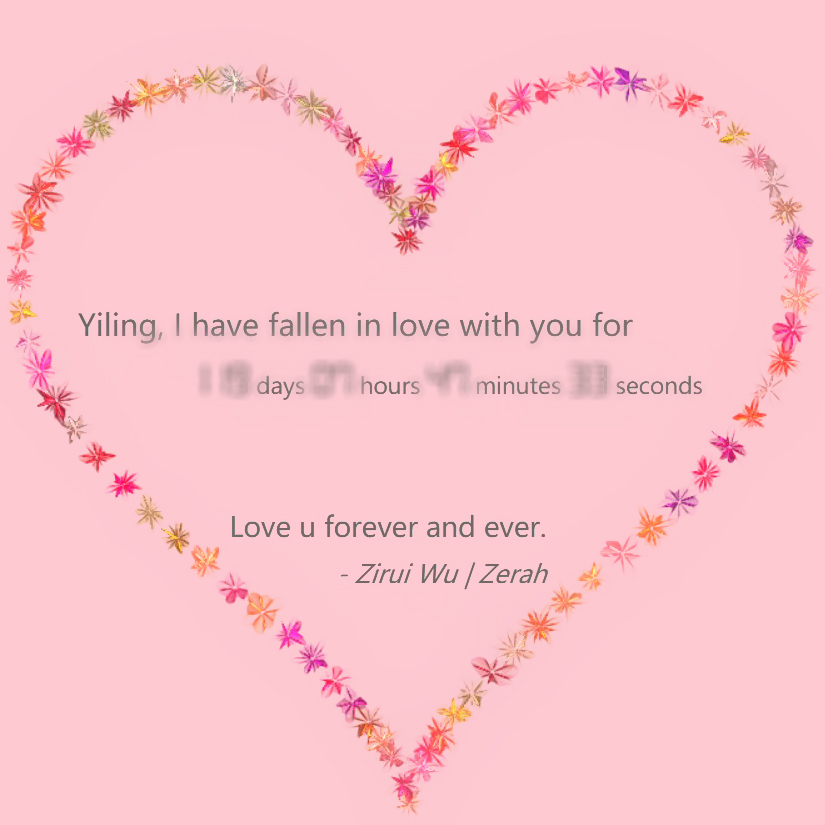 Yiling, I have fallen in love with you for
days hours minutes seconds
Love u forever and ever.
- Zirui Wu | Zerah